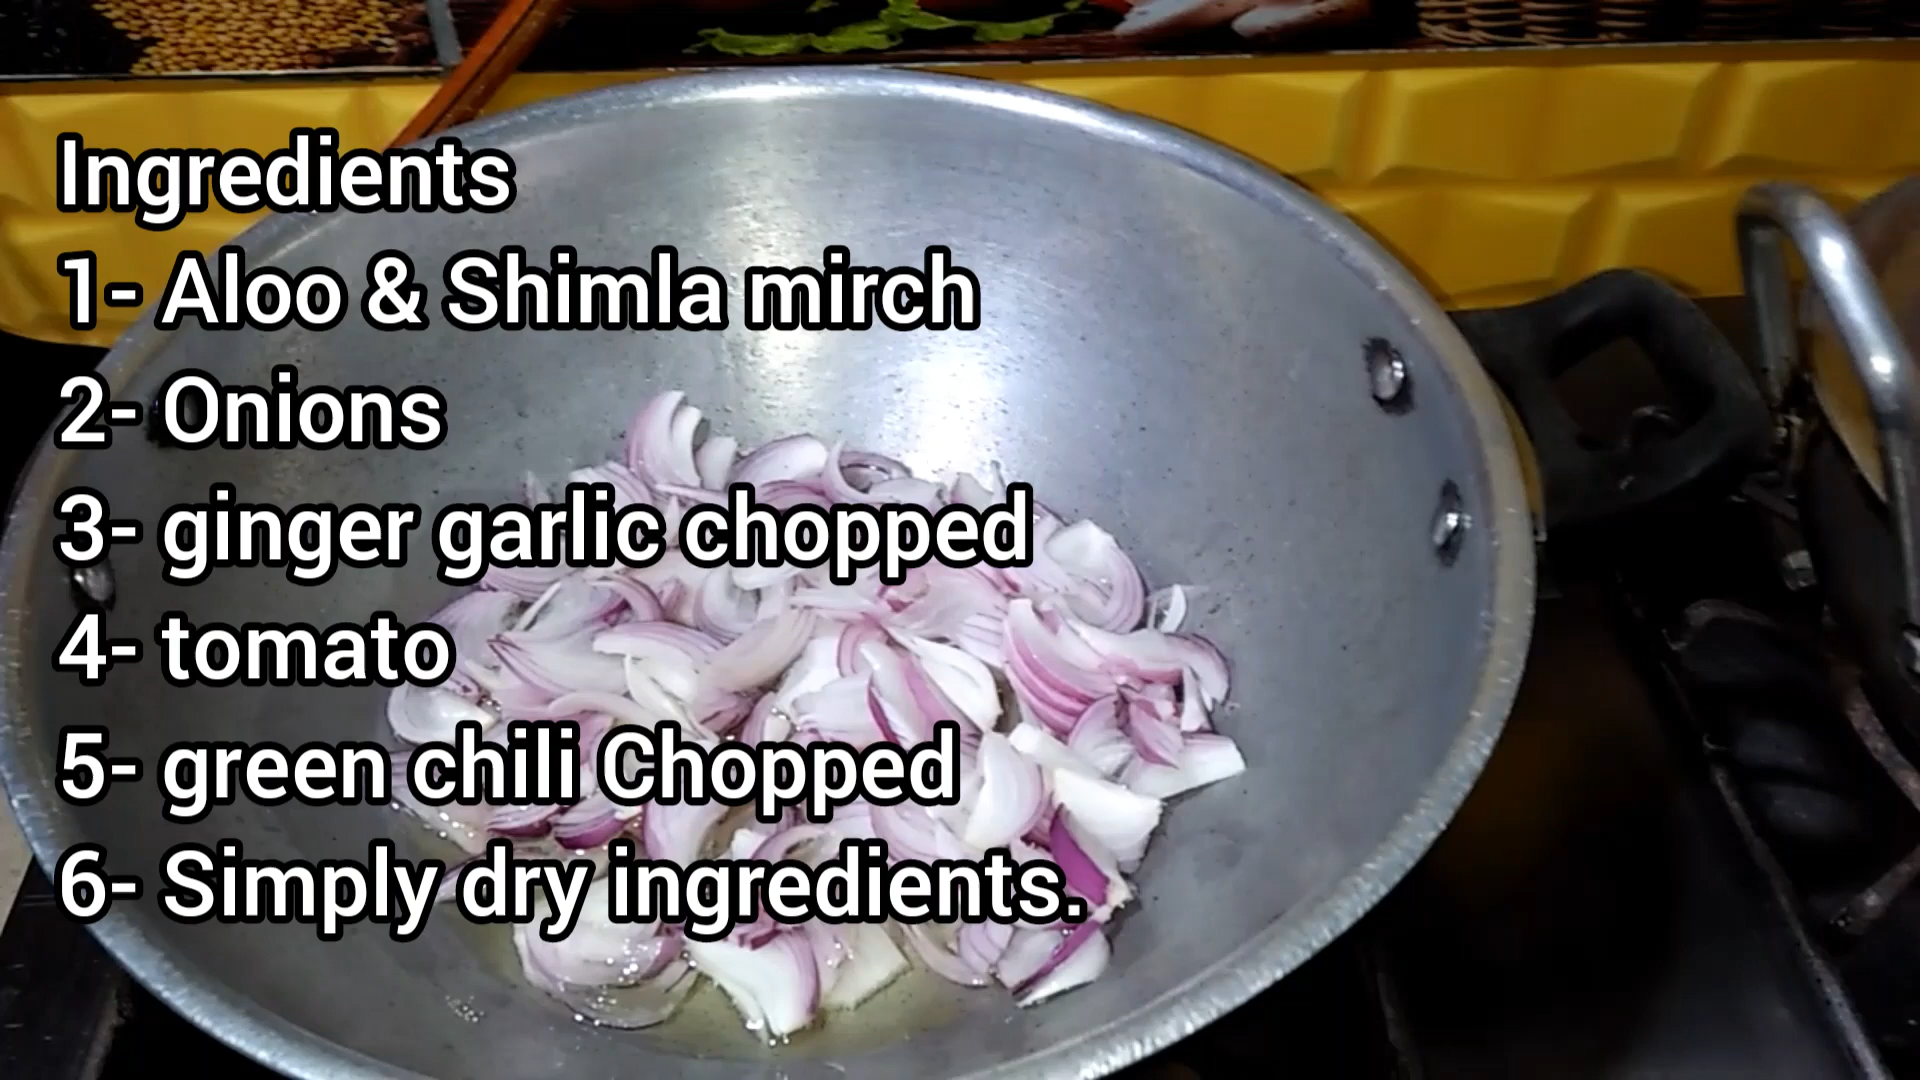 Ingredients
1- Aloo & Shimla mirch
2- Onions
3- ginger garlic chopped
4- tomato
5- green chili Chopped
6- Simply dry ingredients.